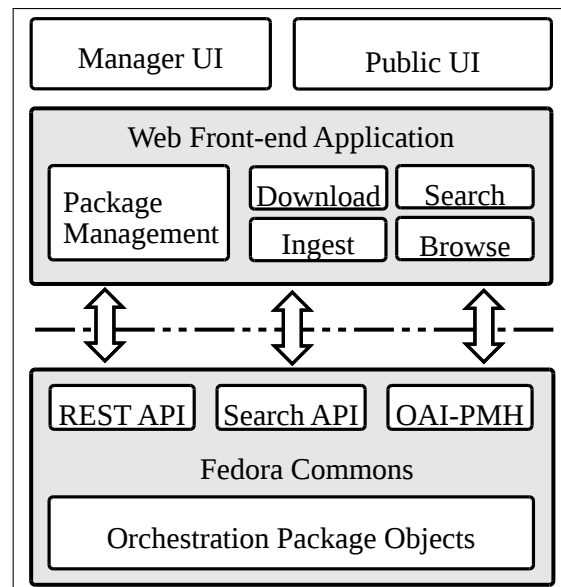 Manager UI
Public UI
Web Front-end Application
Package
Management
Download
Search
Ingest
Browse
REST API
Search API
OAI-PMH
Fedora Commons
Orchestration Package Objects